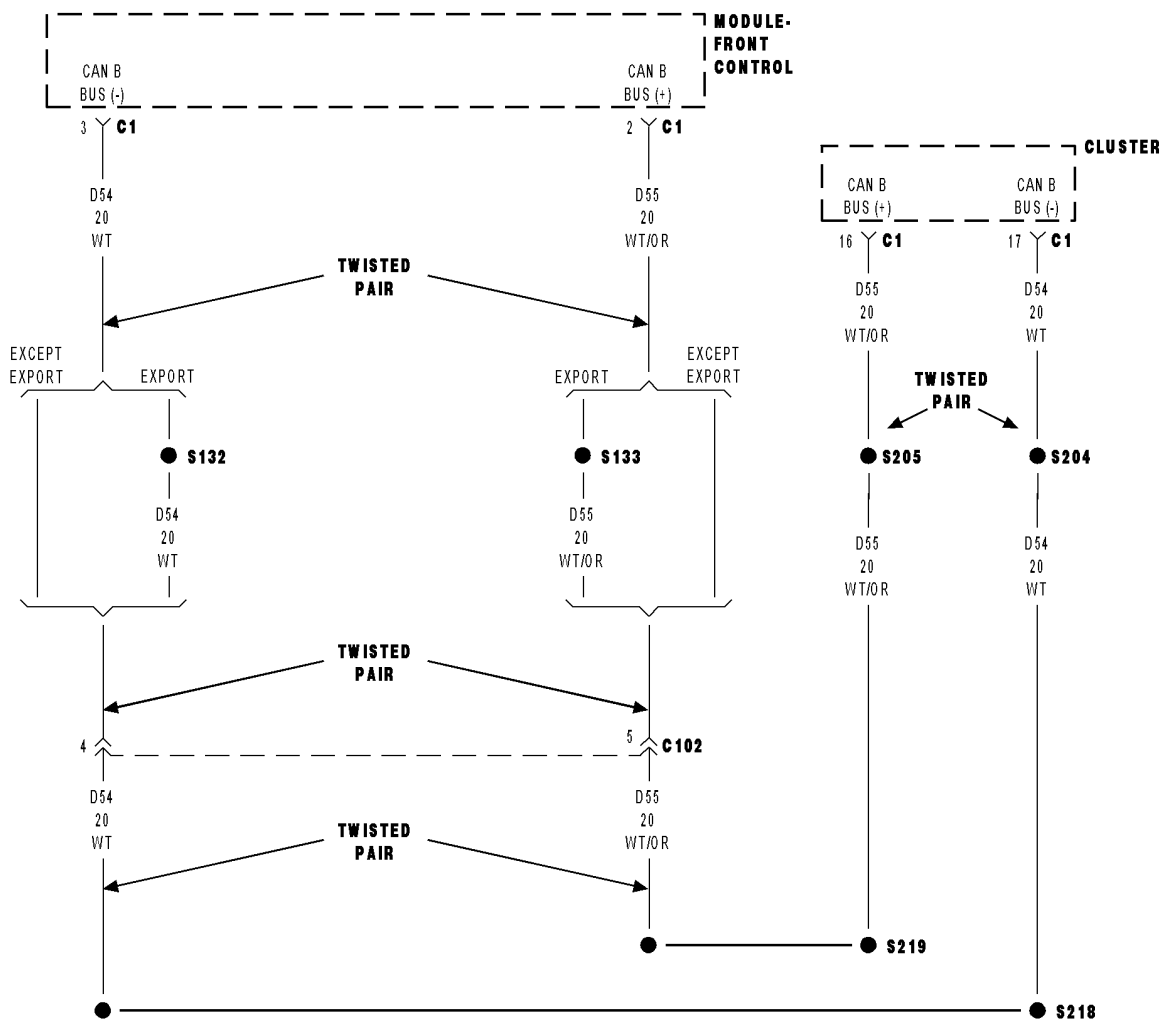 MODULE-
FRONT
CONTROL
CAN B
BUS (-)
CAN B
BUS (+)
3
C1
2
C1
CLUSTER
CAN B
BUS (+)
CAN B
BUS (-)
16
C1
17
C1
D54
20
WT
D55
20
WT/OR
D55
20
WT/OR
D54
20
WT
TWISTED
PAIR
EXCEPT
EXPORT
EXPORT
EXPORT
EXCEPT
EXPORT
TWISTED
PAIR
S132
S133
S205
S204
D54
20
WT
D55
20
WT/OR
D55
20
WT/OR
D54
20
WT
TWISTED
PAIR
4
5
C102
D54
20
WT
D55
20
WT/OR
TWISTED
PAIR
S219
S218